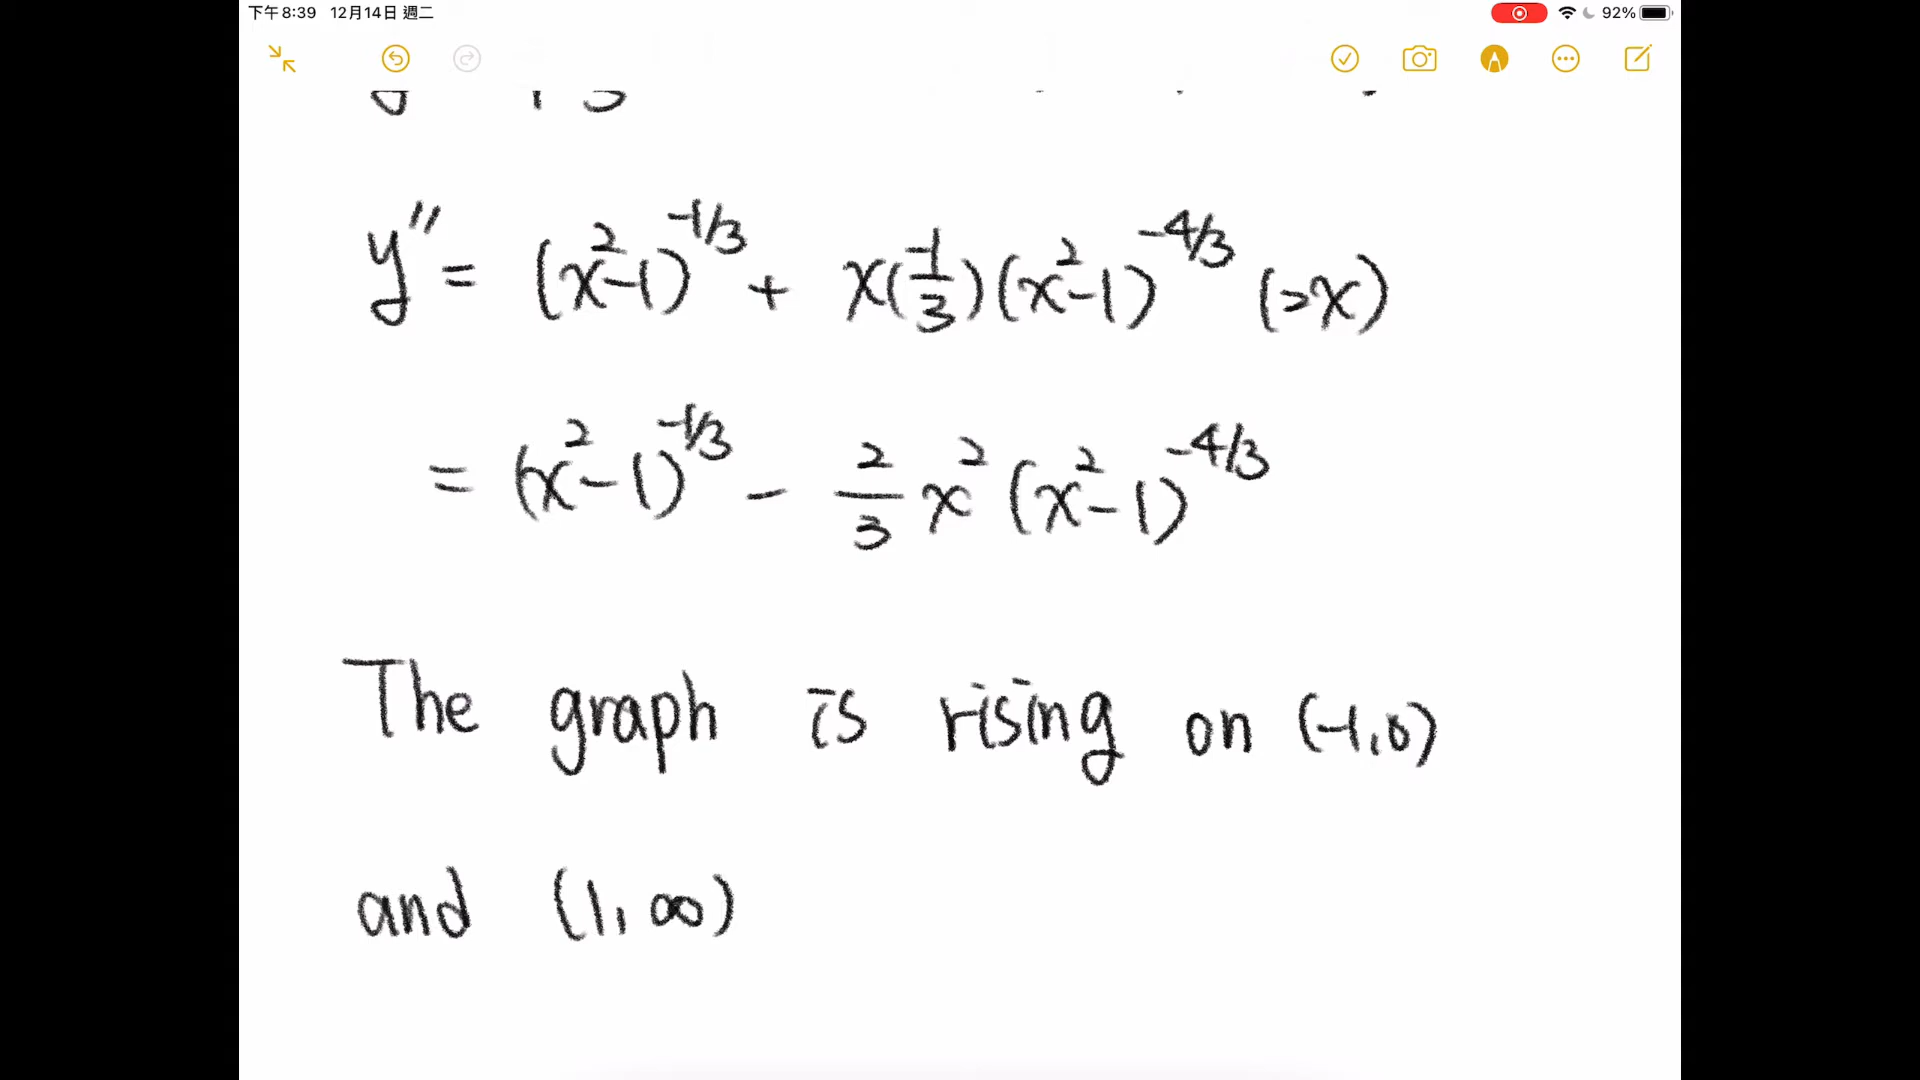 下午8:39 12月14日 週二 92%
y″ = (x²-1)^{-1/3} + x(\frac{-1}{3})(x²-1)^{-4/3} (2x)
= (x²-1)^{-1/3} - \frac{2}{3} x² (x²-1)^{-4/3}
The graph is rising on (-1,0)
and (1, ∞)